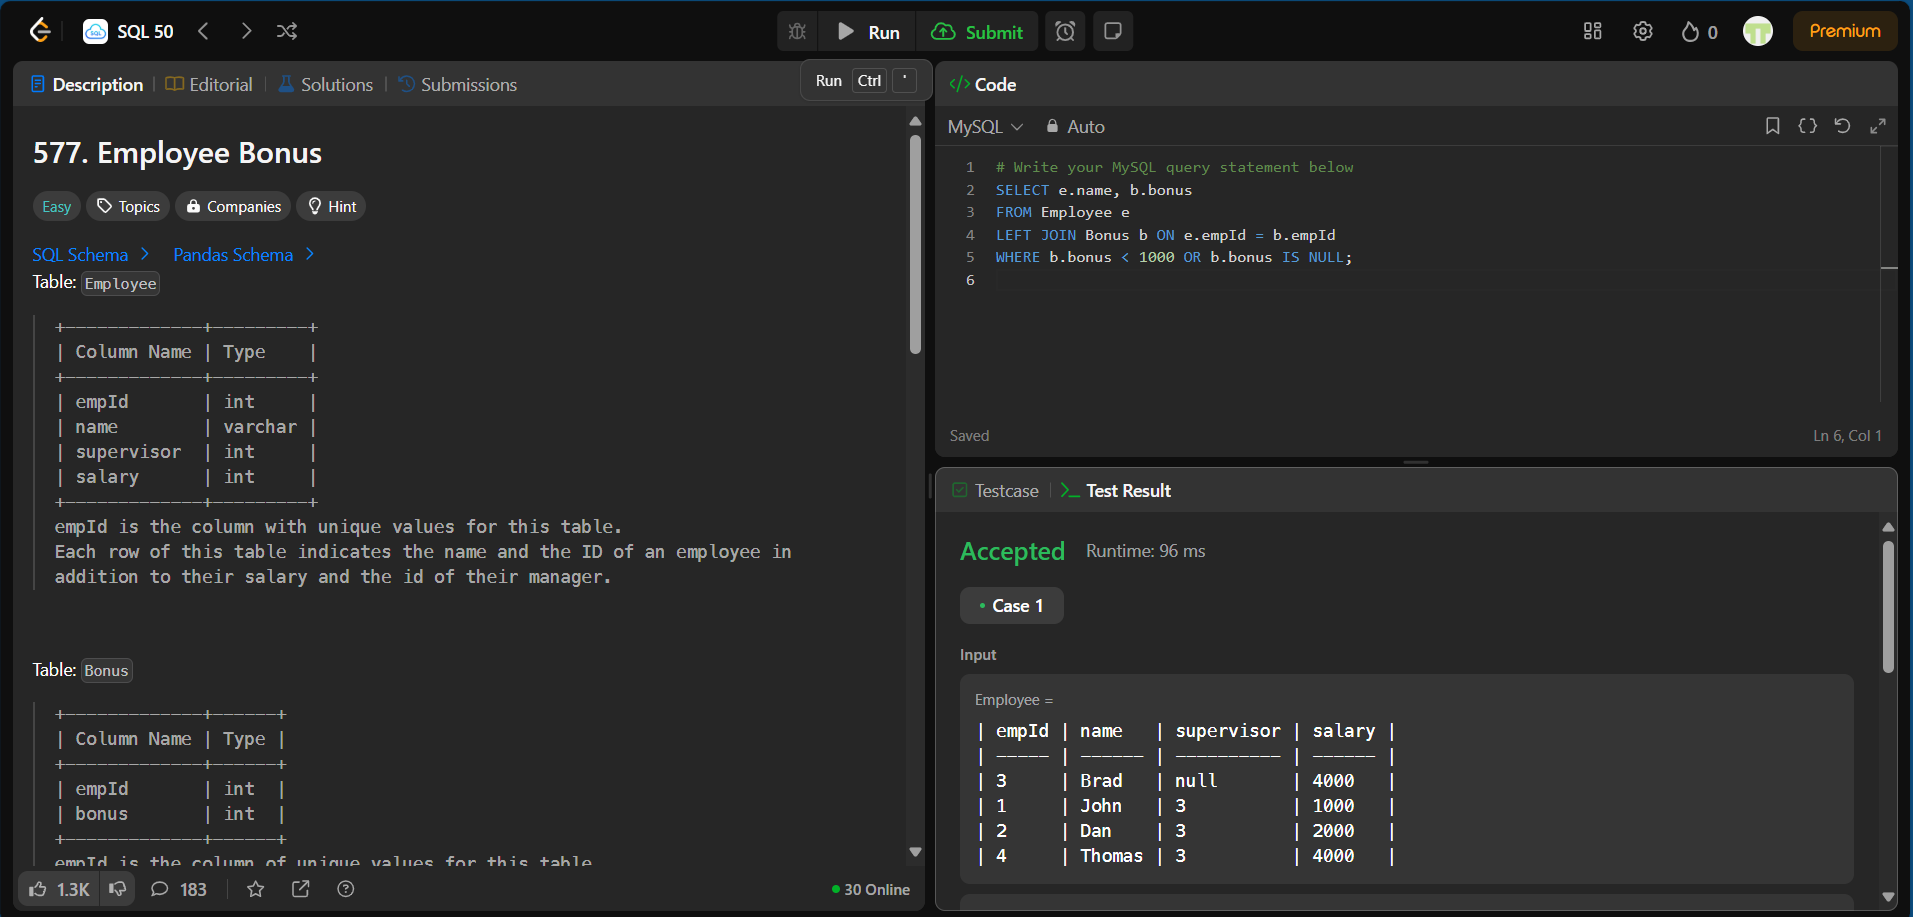 SQL 50
Run
Submit
0
Premium
Description
Editorial
Solutions
Submissions
Run Ctrl '
577. Employee Bonus
Easy
Topics
Companies
Hint
SQL Schema
Pandas Schema
Table: Employee
+-------------+---------+
| Column Name | Type    |
+-------------+---------+
| empId       | int     |
| name        | varchar |
| supervisor  | int     |
| salary      | int     |
+-------------+---------+
empId is the column with unique values for this table.
Each row of this table indicates the name and the ID of an employee in
addition to their salary and the id of their manager.
Table: Bonus
+-------------+------+
| Column Name | Type |
+-------------+------+
| empId       | int  |
| bonus       | int  |
+-------------+------+
empId is the column of unique values for this table
1.3K
183
30 Online
</> Code
MySQL
Auto
1 # Write your MySQL query statement below
2 SELECT e.name, b.bonus
3 FROM Employee e
4 LEFT JOIN Bonus b ON e.empId = b.empId
5 WHERE b.bonus < 1000 OR b.bonus IS NULL;
6
Saved
Ln 6, Col 1
Testcase
Test Result
Accepted
Runtime: 96 ms
Case 1
Input
Employee =
| empId | name   | supervisor | salary |
| ----- | ------ | ---------- | ------ |
| 3     | Brad   | null       | 4000   |
| 1     | John   | 3          | 1000   |
| 2     | Dan    | 3          | 2000   |
| 4     | Thomas | 3          | 4000   |